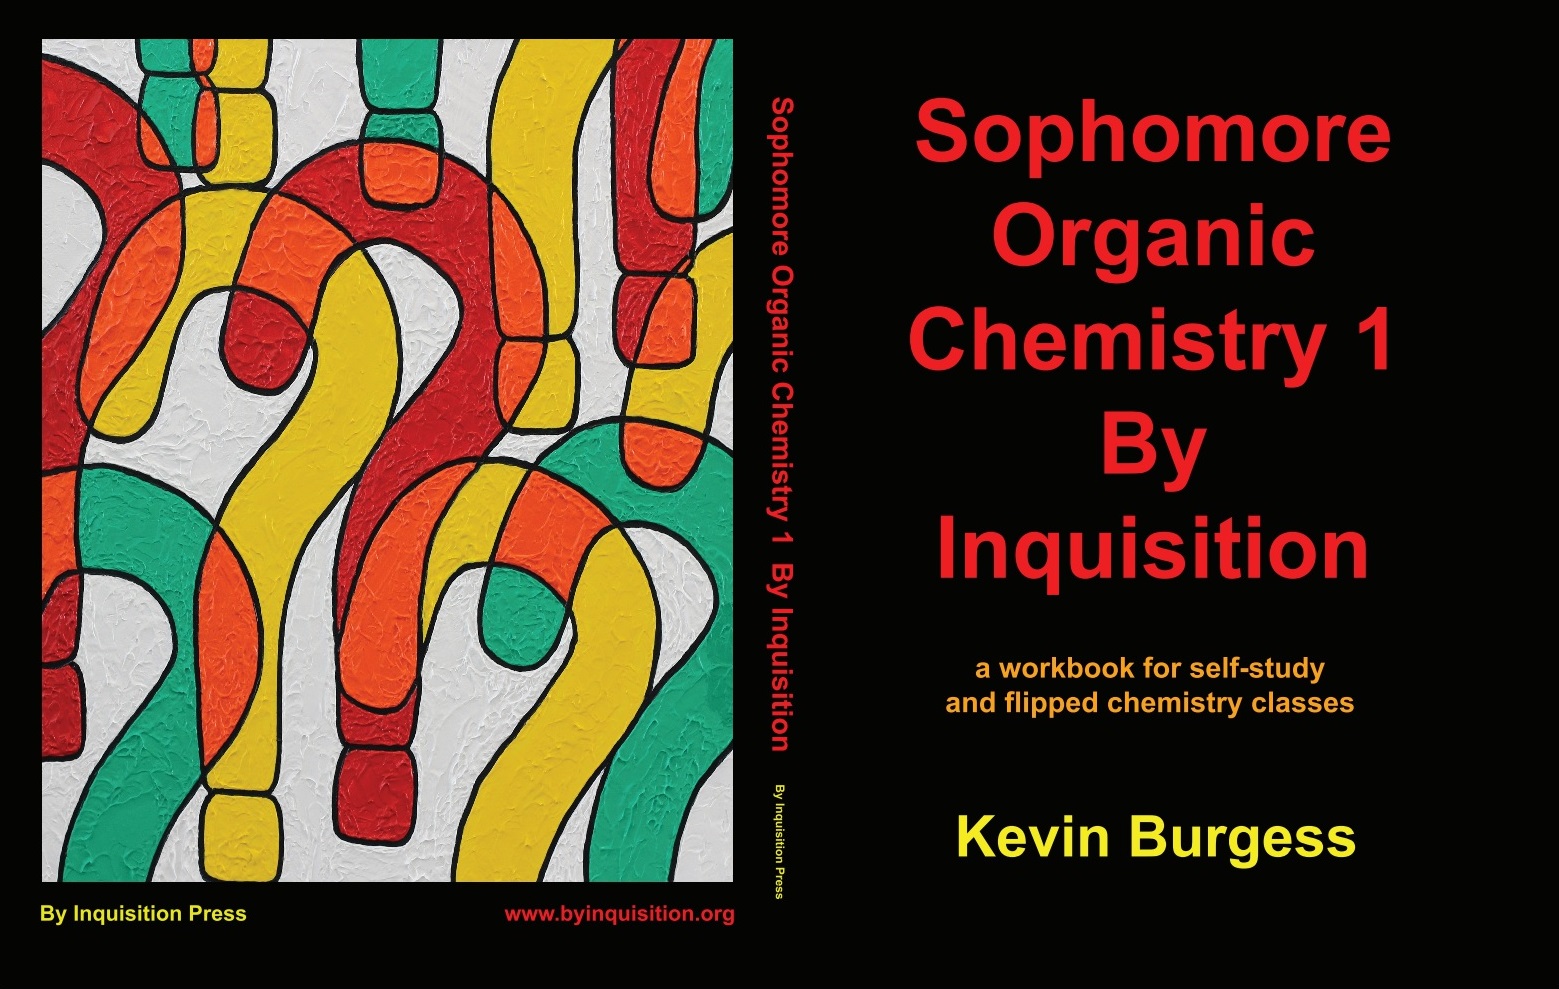 Sophomore
Organic
Chemistry 1
By
Inquisition
a workbook for self-study
and flipped chemistry classes
Kevin Burgess
Sophomore Organic Chemistry 1 By Inquisition
By Inquisition Press
By Inquisition Press
www.byinquisition.org